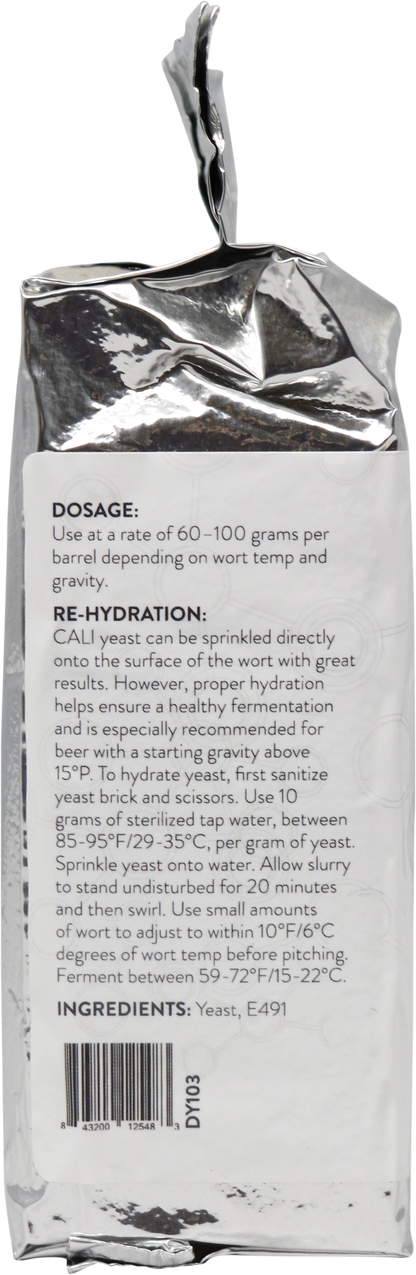 DOSAGE:
Use at a rate of 60-100 grams per
barrel depending on wort temp and
gravity.
RE-HYDRATION:
CALI yeast can be sprinkled directly
onto the surface of the wort with great
results. However, proper hydration
helps ensure a healthy fermentation
and is especially recommended for
beer with a starting gravity above
15°P. To hydrate yeast, first sanitize
yeast brick and scissors. Use 10
grams of sterilized tap water, between
85-95°F/29-35°C, per gram of yeast.
Sprinkle yeast onto water. Allow slurry
to stand undisturbed for 20 minutes
and then swirl. Use small amounts
of wort to adjust to within 10°F/6°C
degrees of wort temp before pitching.
Ferment between 59-72°F/15-22°C.
INGREDIENTS: Yeast, E491
8 43200 12548 3
DY103